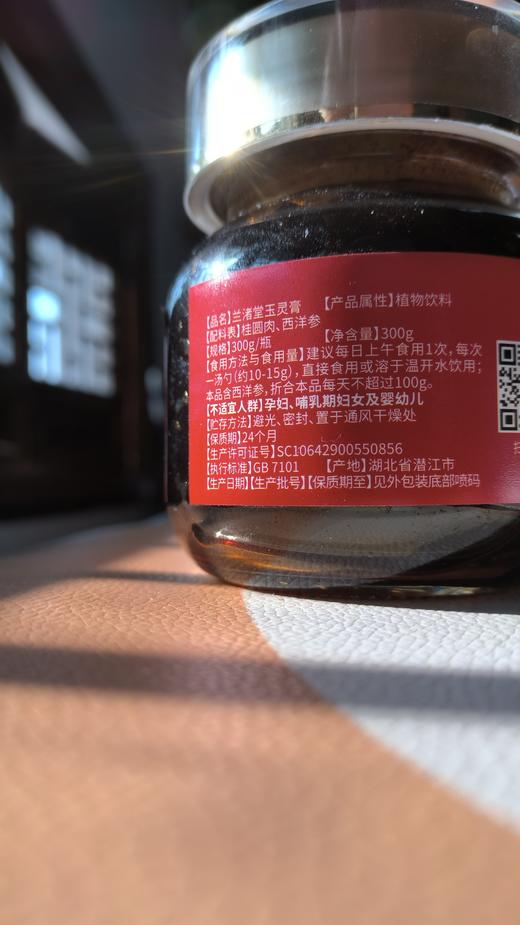 【品名】兰渚堂玉灵膏 【产品属性】植物饮料
【配料表】桂圆肉、西洋参
【规格】300g/瓶 【净含量】300g
【食用方法与食用量】建议每日上午食用1次,每次
一汤勺(约10-15g),直接食用或溶于温开水饮用;
本品含西洋参,折合本品每天不超过100g。
【不适宜人群】孕妇、哺乳期妇女及婴幼儿
【贮存方法】避光、密封、置于通风干燥处
【保质期】24个月
【生产许可证号】SC10642900550856
【执行标准】GB 7101 【产地】湖北省潜江市
【生产日期】【生产批号】【保质期至】见外包装底部喷码